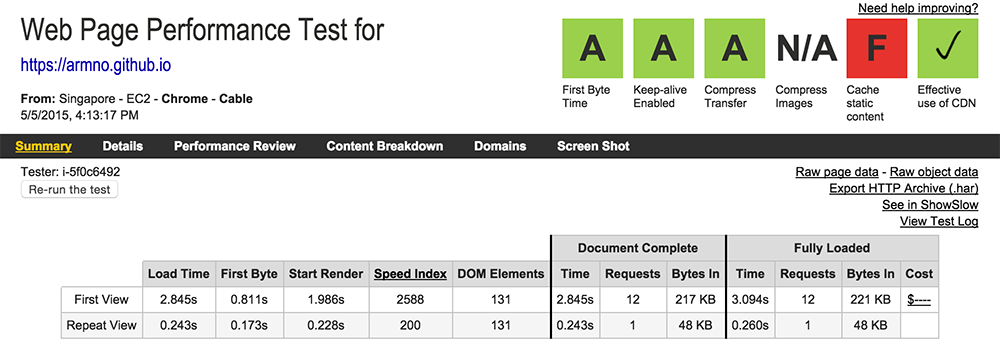 Need help improving?
Web Page Performance Test for
https://armno.github.io
From: Singapore - EC2 - Chrome - Cable
5/5/2015, 4:13:17 PM
A A A N/A F ✓
First Byte Time
Keep-alive Enabled
Compress Transfer
Compress Images
Cache static content
Effective use of CDN
Summary Details Performance Review Content Breakdown Domains Screen Shot
Tester: i-5f0c6492
Re-run the test
Raw page data - Raw object data
Export HTTP Archive (.har)
See in ShowSlow
View Test Log
Document Complete Fully Loaded
Load Time First Byte Start Render Speed Index DOM Elements Time Requests Bytes In Time Requests Bytes In Cost
First View 2.845s 0.811s 1.986s 2588 131 2.845s 12 217 KB 3.094s 12 221 KB $----
Repeat View 0.243s 0.173s 0.228s 200 131 0.243s 1 48 KB 0.260s 1 48 KB